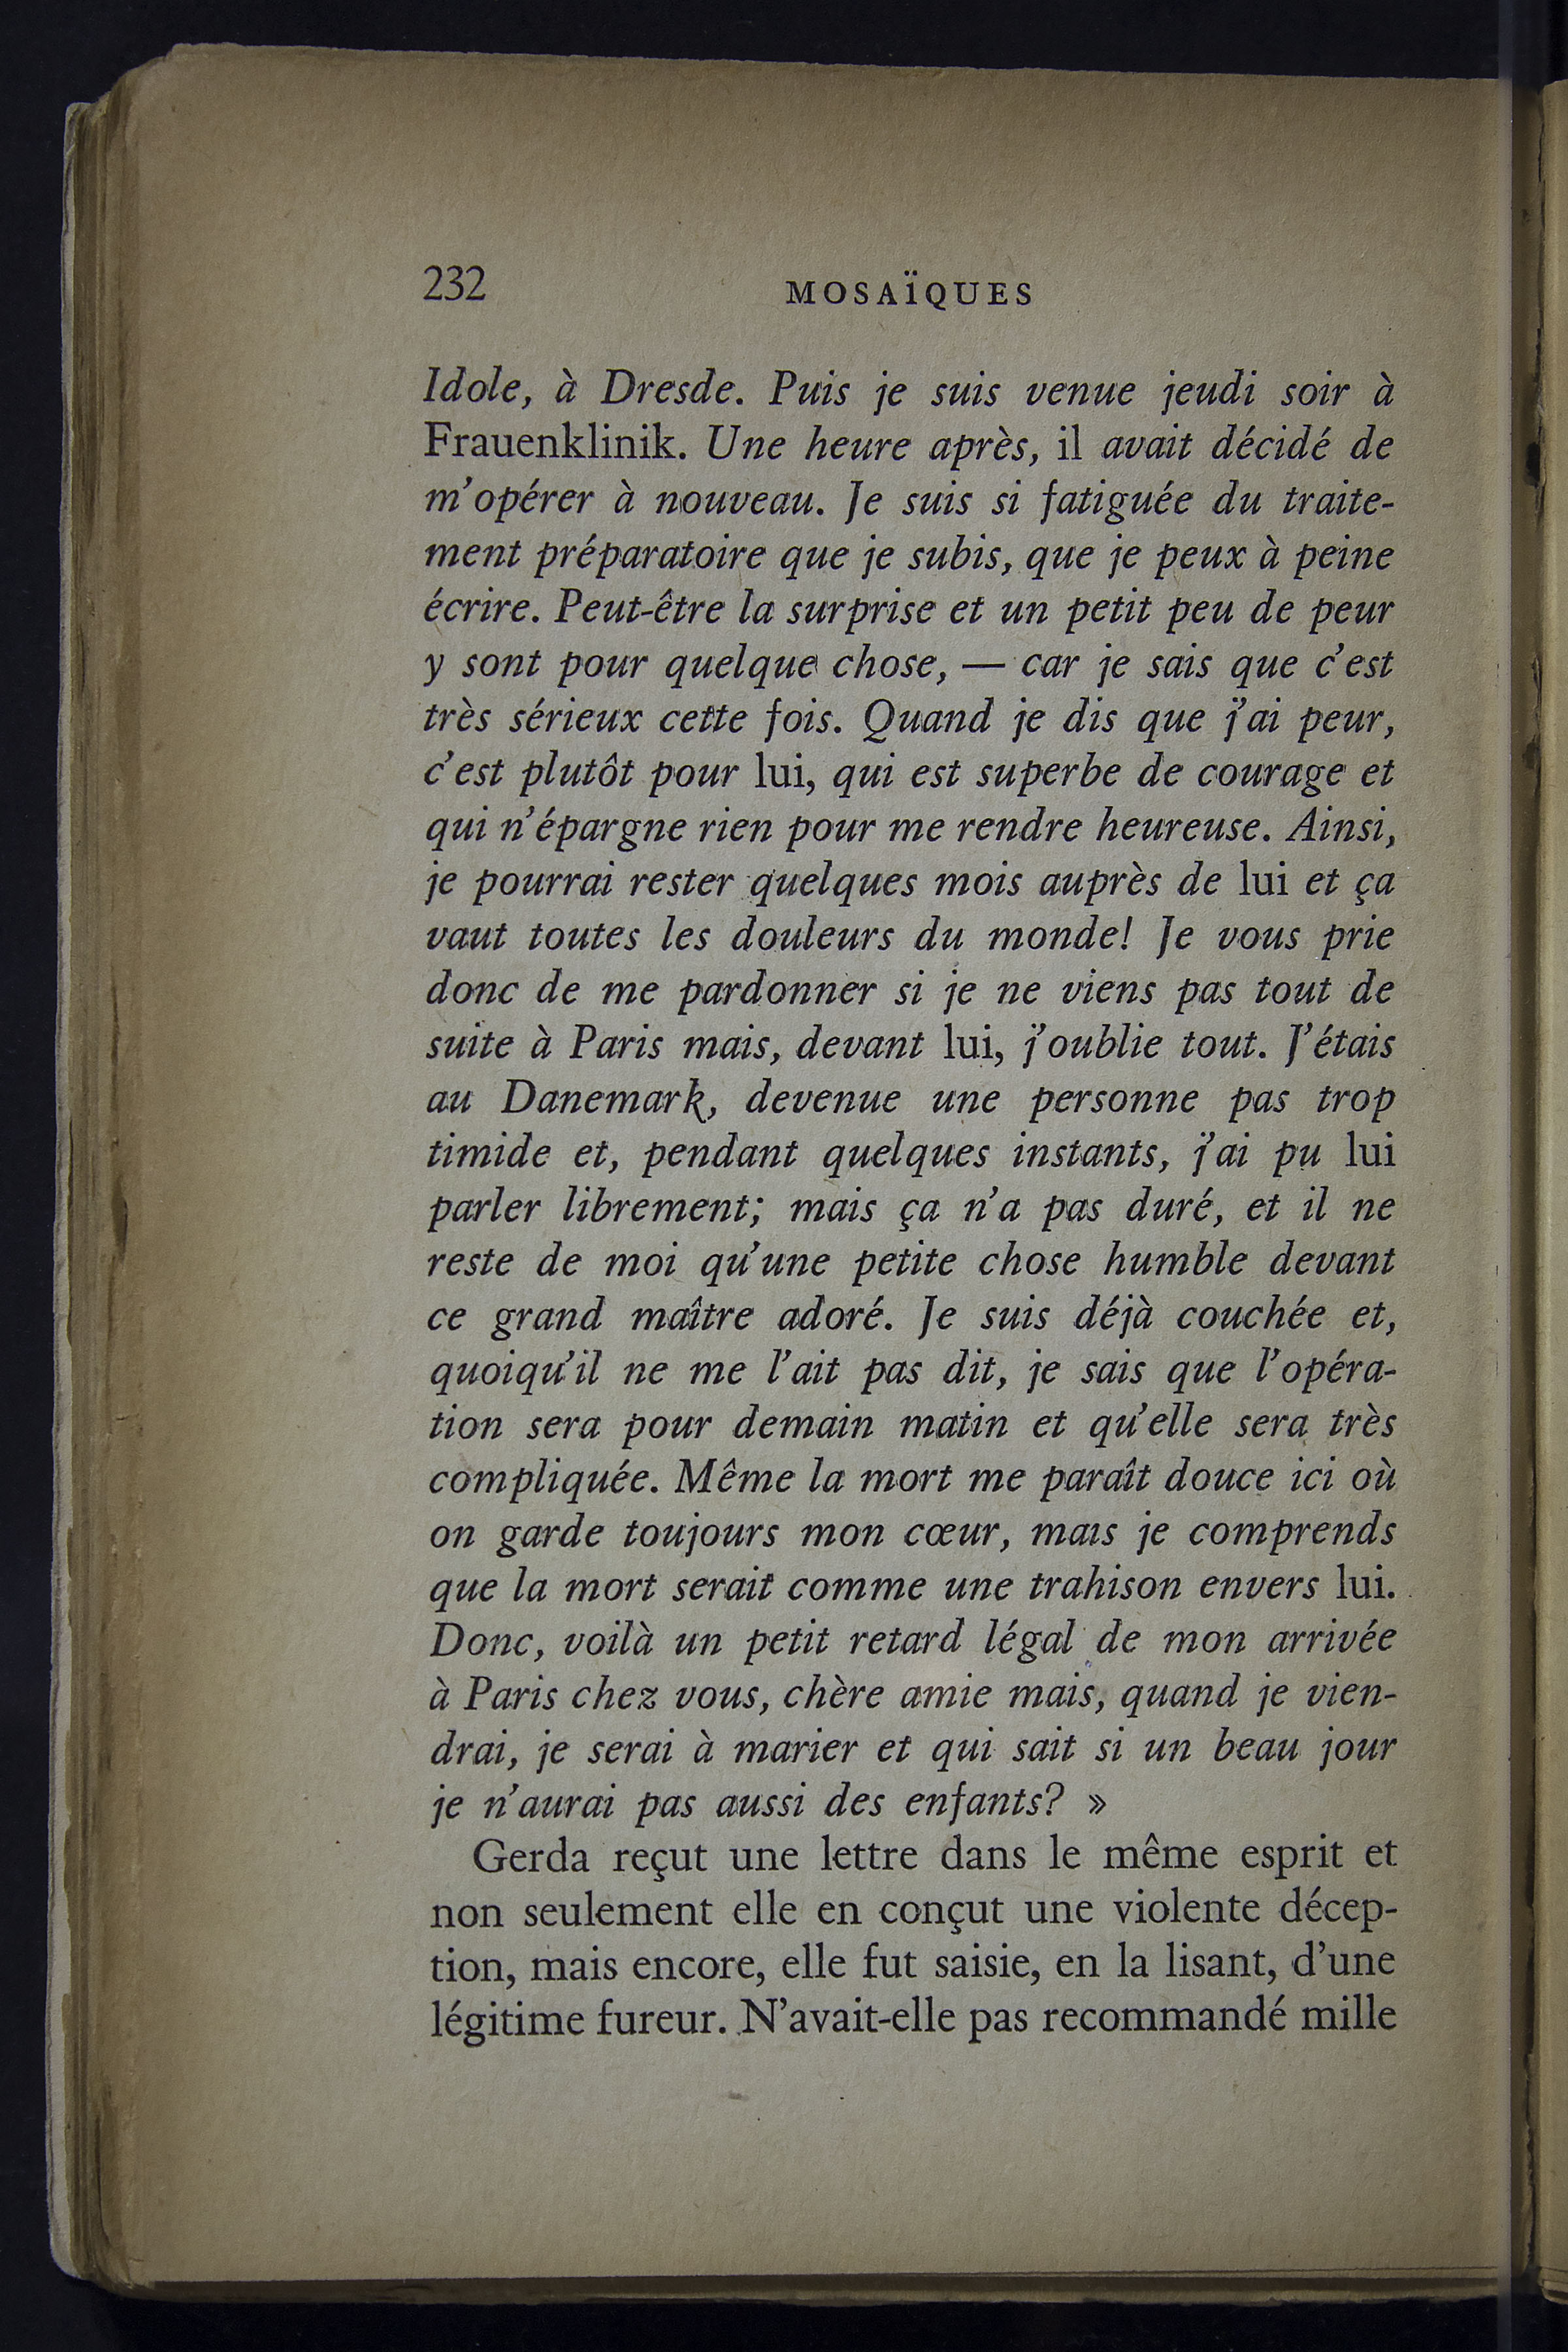 232
MOSAÏQUES
Idole, à Dresde. Puis je suis venue jeudi soir à
Frauenklinik. Une heure après, il avait décidé de
m'opérer à nouveau. Je suis si fatiguée du traite-
ment préparatoire que je subis, que je peux à peine
écrire. Peut-être la surprise et un petit peu de peur
y sont pour quelque chose, — car je sais que c'est
très sérieux cette fois. Quand je dis que j'ai peur,
c'est plutôt pour lui, qui est superbe de courage et
qui n'épargne rien pour me rendre heureuse. Ainsi,
je pourrai rester quelques mois auprès de lui et ça
vaut toutes les douleurs du monde! Je vous prie
donc de me pardonner si je ne viens pas tout de
suite à Paris mais, devant lui, j'oublie tout. J'étais
au Danemark, devenue une personne pas trop
timide et, pendant quelques instants, j'ai pu lui
parler librement; mais ça n'a pas duré, et il ne
reste de moi qu'une petite chose humble devant
ce grand maître adoré. Je suis déjà couchée et,
quoiqu'il ne me l'ait pas dit, je sais que l'opéra-
tion sera pour demain matin et qu'elle sera très
compliquée. Même la mort me paraît douce ici où
on garde toujours mon cœur, mais je comprends
que la mort serait comme une trahison envers lui.
Donc, voilà un petit retard légal de mon arrivée
à Paris chez vous, chère amie mais, quand je vien-
drai, je serai à marier et qui sait si un beau jour
je n'aurai pas aussi des enfants? »
Gerda reçut une lettre dans le même esprit et
non seulement elle en conçut une violente décep-
tion, mais encore, elle fut saisie, en la lisant, d'une
légitime fureur. N'avait-elle pas recommandé mille